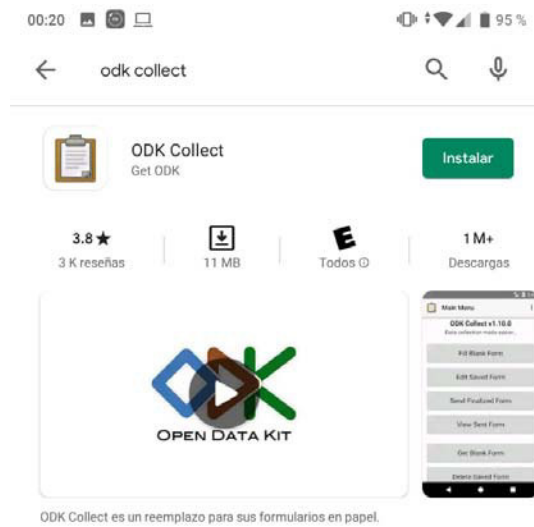 00:20 95 %
odk collect
ODK Collect
Get ODK
Instalar
3.8★
3 K reseñas
11 MB
E
Todos
1 M+
Descargas
OPEN DATA KIT
Main Menu
ODK Collect v1.10.0
Fill Blank Form
Edit Saved Form
Send Finalized Form
View Sent Form
Get Blank Form
Delete Saved Form
ODK Collect es un reemplazo para sus formularios en papel.